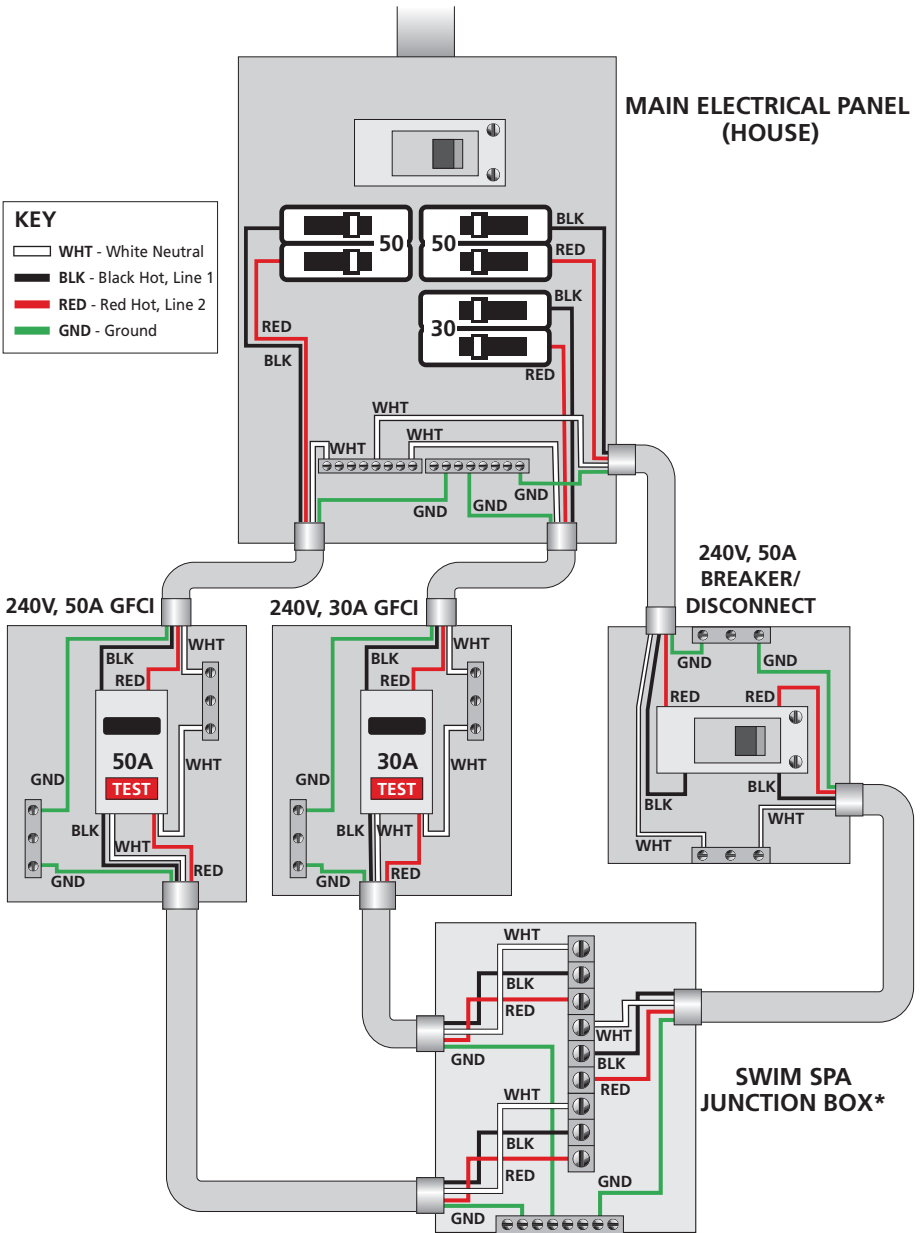 MAIN ELECTRICAL PANEL
(HOUSE)
KEY
WHT - White Neutral
BLK - Black Hot, Line 1
RED - Red Hot, Line 2
GND - Ground
50
50
BLK
RED
30
BLK
RED
RED
BLK
WHT
WHT
WHT
GND
GND
GND
240V, 50A GFCI
WHT
BLK
RED
50A
TEST
WHT
GND
BLK
WHT
RED
GND
240V, 30A GFCI
WHT
BLK
RED
30A
TEST
WHT
GND
BLK
WHT
RED
GND
240V, 50A
BREAKER/
DISCONNECT
GND
GND
RED
RED
BLK
BLK
WHT
WHT
WHT
BLK
RED
GND
WHT
BLK
RED
WHT
BLK
RED
GND
GND
SWIM SPA
JUNCTION BOX*